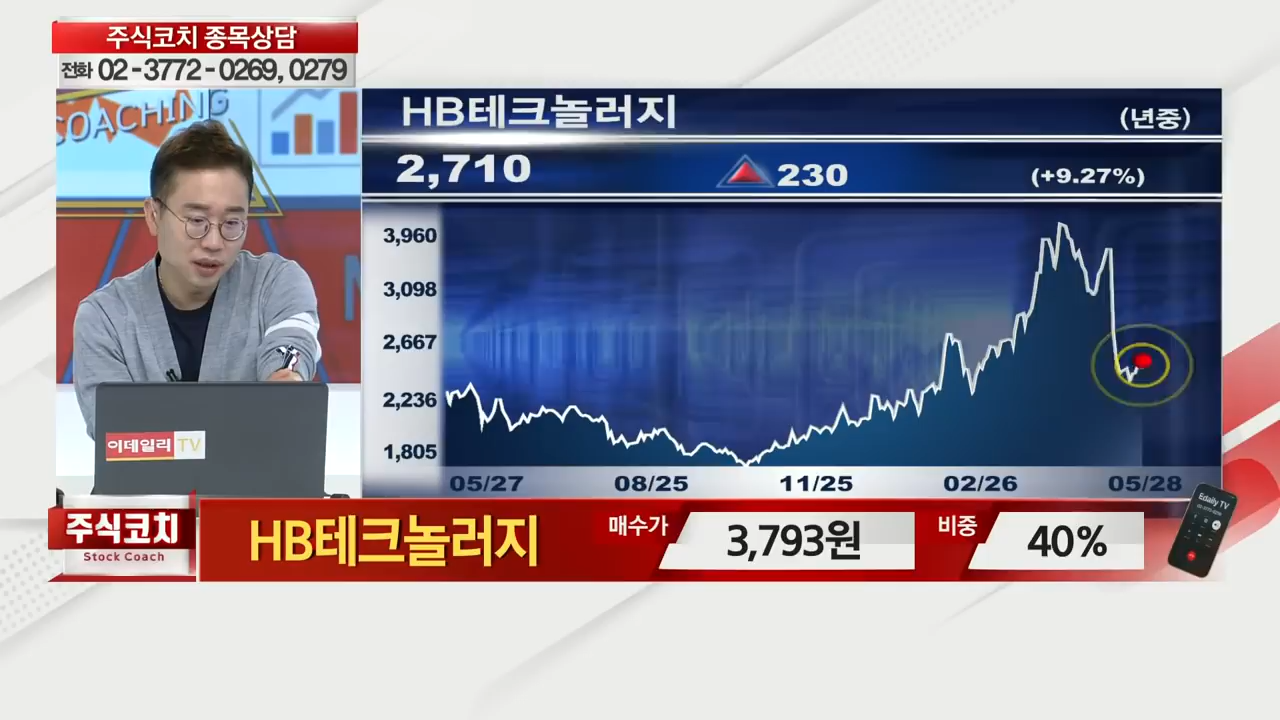 주식코치 종목상담
전화 02-3772-0269, 0279
COACHING
HB테크놀러지
(년중)
2,710
230
(+9.27%)
3,960
3,098
2,667
2,236
1,805
05/27
08/25
11/25
02/26
05/28
이데일리TV
주식코치
Stock Coach
HB테크놀러지
매수가
3,793원
비중
40%
Edaily TV